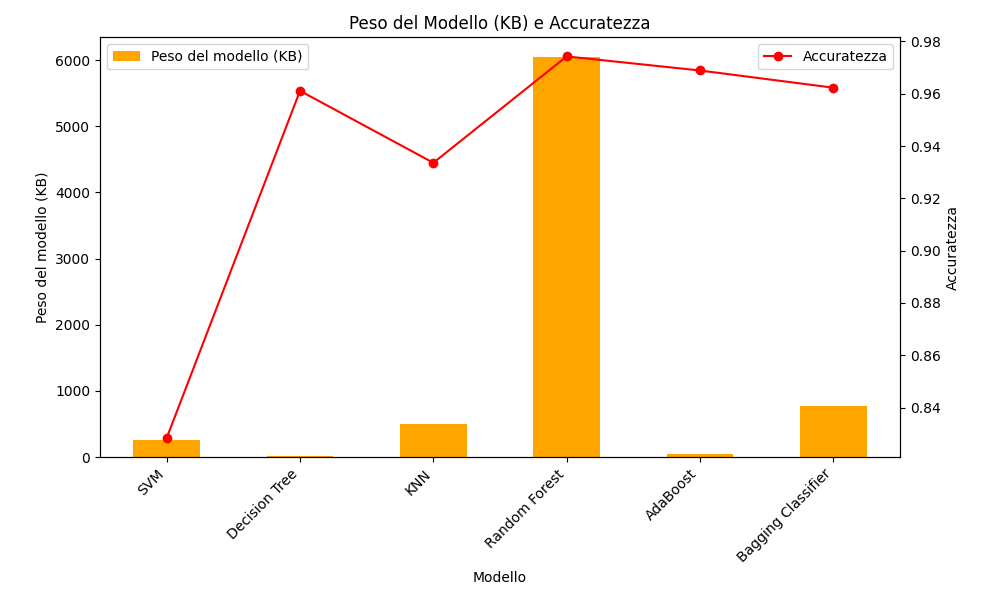 Peso del Modello (KB) e Accuratezza
Peso del modello (KB)
Accuratezza
6000
5000
4000
3000
2000
1000
0
Peso del modello (KB)
0.98
0.96
0.94
0.92
0.90
0.88
0.86
0.84
Accuratezza
SVM
Decision Tree
KNN
Random Forest
AdaBoost
Bagging Classifier
Modello